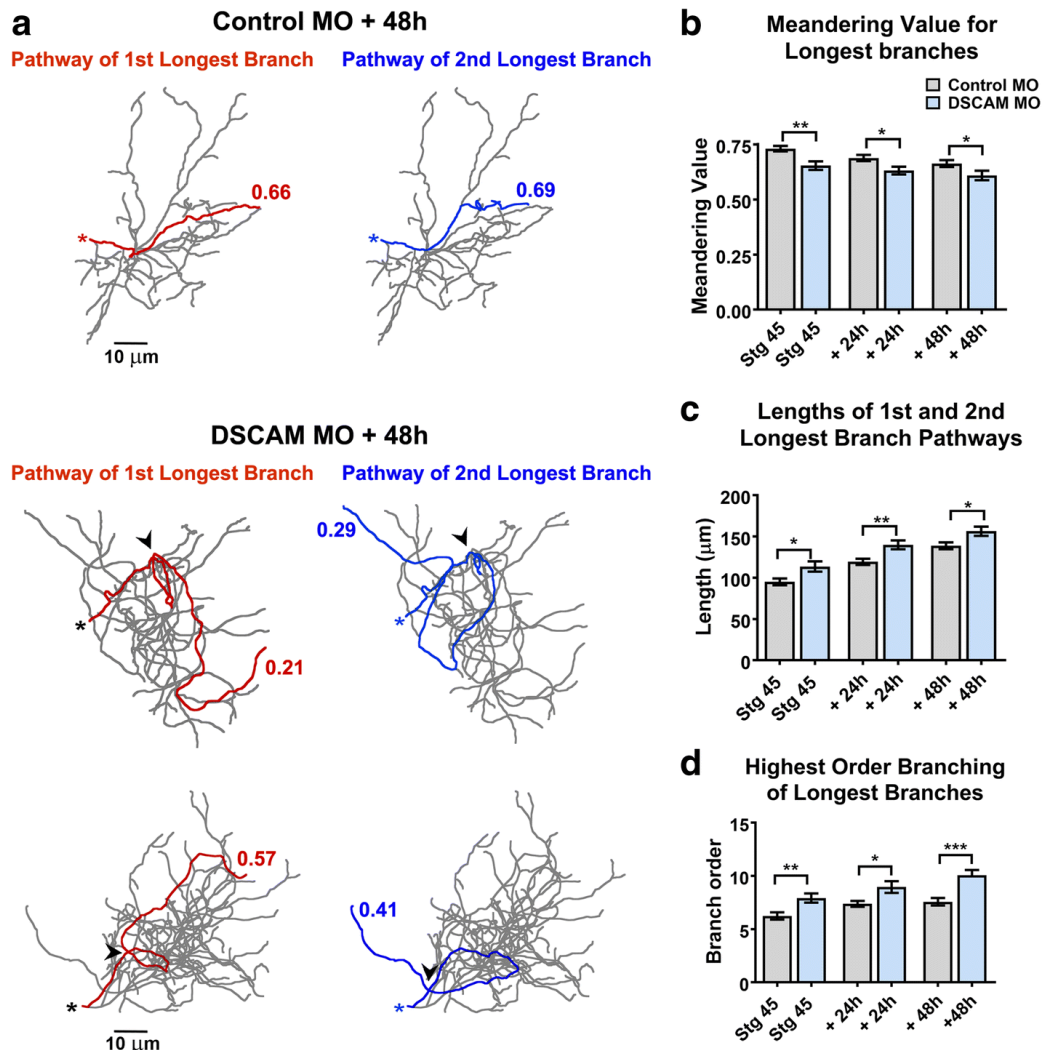 a
Control MO + 48h
Pathway of 1st Longest Branch
Pathway of 2nd Longest Branch
*
0.66
*
0.69
10 μm
DSCAM MO + 48h
Pathway of 1st Longest Branch
Pathway of 2nd Longest Branch
*
0.21
0.29
*
0.57
*
0.41
*
10 μm
b
Meandering Value for
Longest branches
Control MO
DSCAM MO
Meandering Value
0.75
0.50
0.25
0.00
**
*
*
Stg 45
Stg 45
+ 24h
+ 24h
+ 48h
+ 48h
c
Lengths of 1st and 2nd
Longest Branch Pathways
Length (μm)
200
150
100
50
0
*
**
*
Stg 45
Stg 45
+ 24h
+ 24h
+ 48h
+ 48h
d
Highest Order Branching
of Longest Branches
Branch order
15
10
5
0
**
*
***
Stg 45
Stg 45
+ 24h
+ 24h
+ 48h
+48h